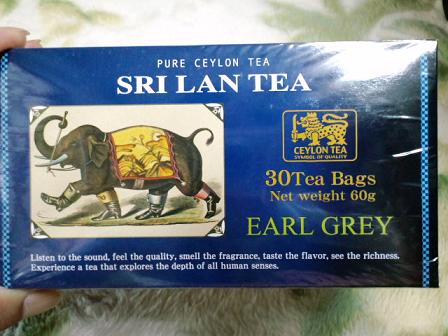 PURE CEYLON TEA
SRI LAN TEA
CEYLON TEA
SYMBOL OF QUALITY
30Tea Bags
Net weight 60g
EARL GREY
Listen to the sound, feel the quality, smell the fragrance, taste the flavor, see the richness.
Experience a tea that explores the depth of all human senses.